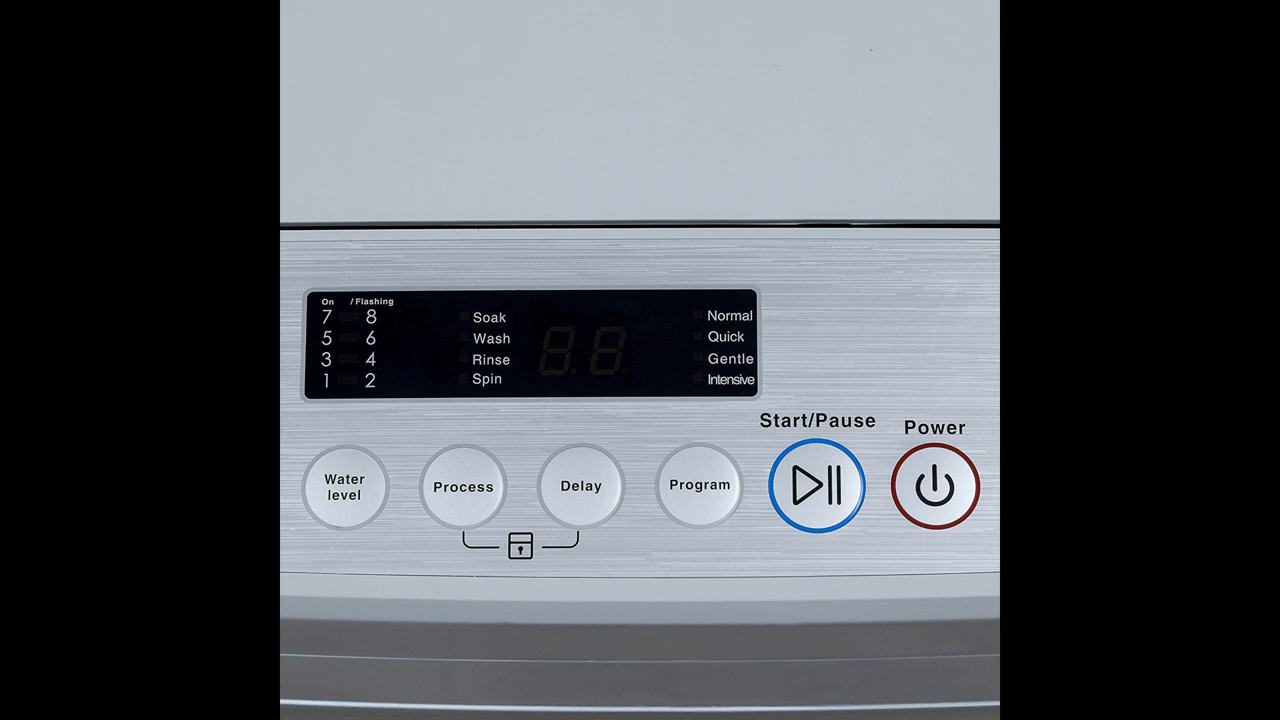 On / Flashing
7 8
5 6
3 4
1 2
Soak
Wash
Rinse
Spin
88
Normal
Quick
Gentle
Intensive
Start/Pause
Power
Water
level
Process
Delay
Program